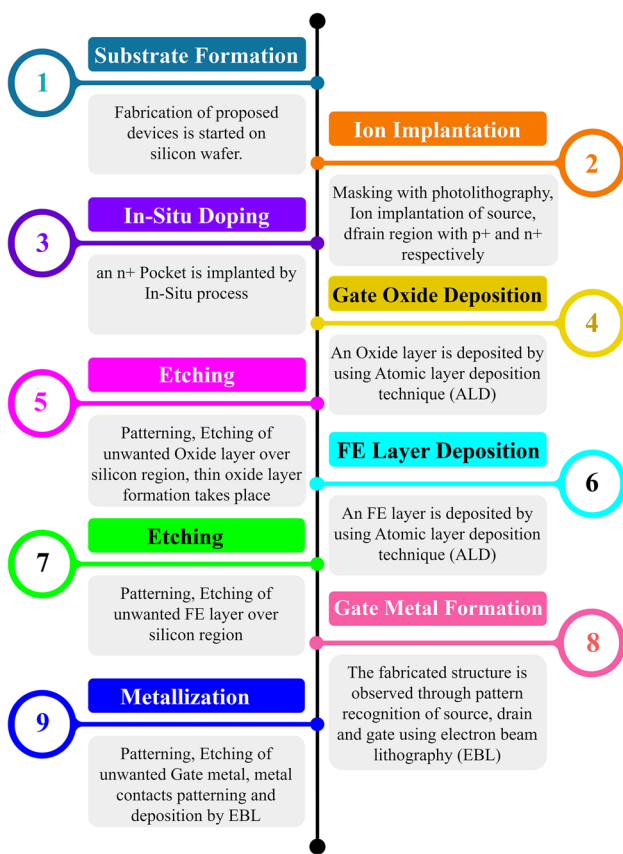 1
Substrate Formation
Fabrication of proposed
devices is started on
silicon wafer.
2
Ion Implantation
Masking with photolithography,
Ion implantation of source,
dfrain region with p+ and n+
respectively
3
In-Situ Doping
an n+ Pocket is implanted by
In-Situ process
4
Gate Oxide Deposition
An Oxide layer is deposited by
using Atomic layer deposition
technique (ALD)
5
Etching
Patterning, Etching of
unwanted Oxide layer over
silicon region, thin oxide layer
formation takes place
6
FE Layer Deposition
An FE layer is deposited by
using Atomic layer deposition
technique (ALD)
7
Etching
Patterning, Etching of
unwanted FE layer over
silicon region
8
Gate Metal Formation
The fabricated structure is
observed through pattern
recognition of source, drain
and gate using electron beam
lithography (EBL)
9
Metallization
Patterning, Etching of
unwanted Gate metal, metal
contacts patterning and
deposition by EBL